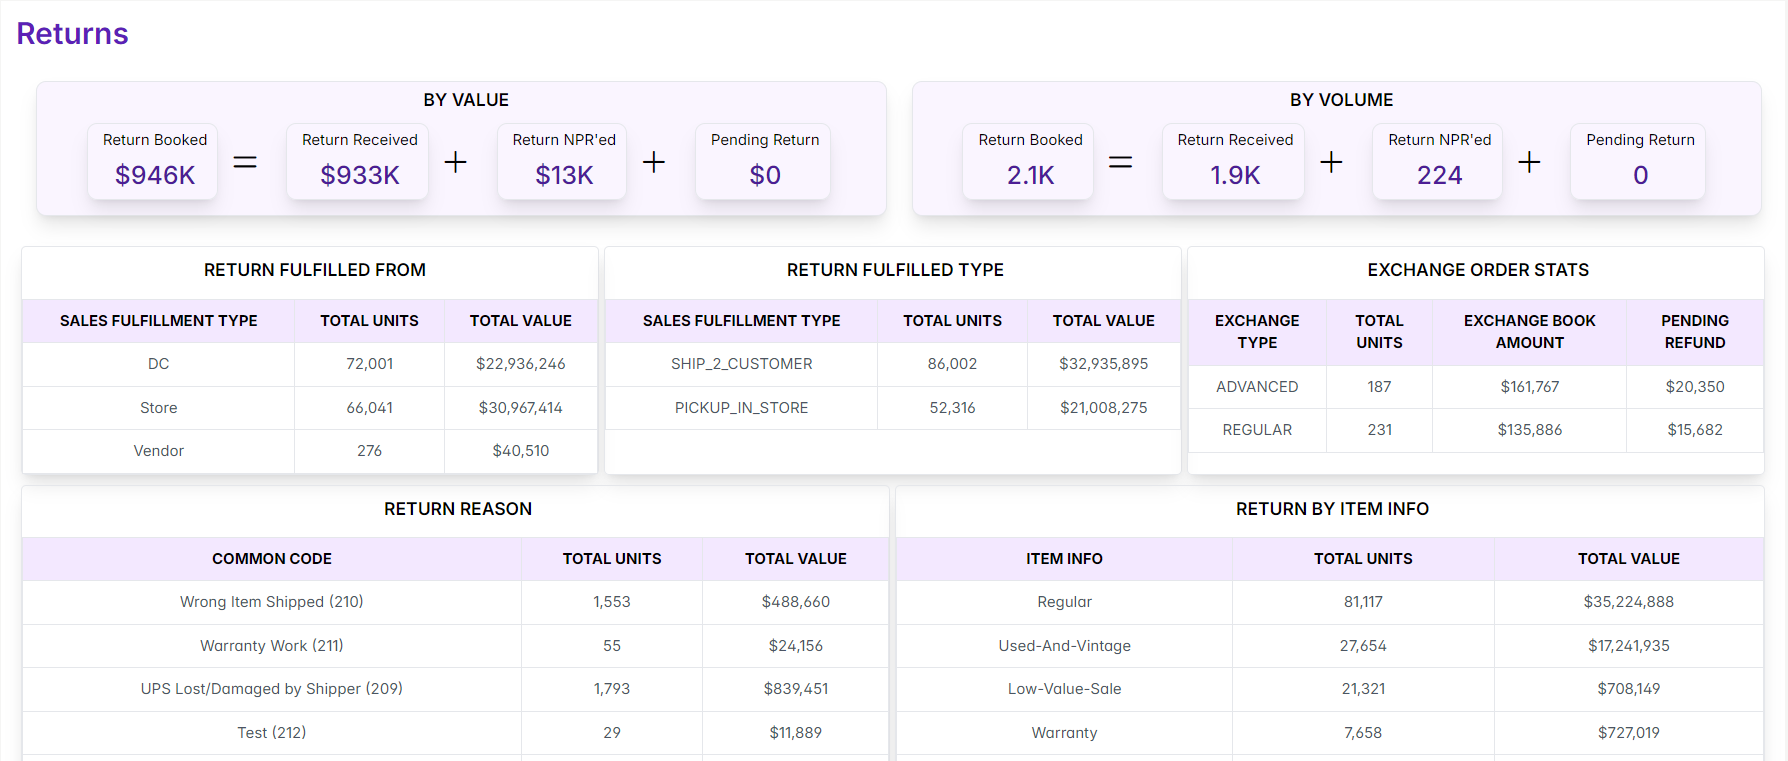 Returns
BY VALUE
Return Booked
$946K
=
Return Received
$933K
+
Return NPR'ed
$13K
+
Pending Return
$0
BY VOLUME
Return Booked
2.1K
=
Return Received
1.9K
+
Return NPR'ed
224
+
Pending Return
0
RETURN FULFILLED FROM
SALES FULFILLMENT TYPE TOTAL UNITS TOTAL VALUE
DC 72,001 $22,936,246
Store 66,041 $30,967,414
Vendor 276 $40,510
RETURN FULFILLED TYPE
SALES FULFILLMENT TYPE TOTAL UNITS TOTAL VALUE
SHIP_2_CUSTOMER 86,002 $32,935,895
PICKUP_IN_STORE 52,316 $21,008,275
EXCHANGE ORDER STATS
EXCHANGE TYPE TOTAL UNITS EXCHANGE BOOK AMOUNT PENDING REFUND
ADVANCED 187 $161,767 $20,350
REGULAR 231 $135,886 $15,682
RETURN REASON
COMMON CODE TOTAL UNITS TOTAL VALUE
Wrong Item Shipped (210) 1,553 $488,660
Warranty Work (211) 55 $24,156
UPS Lost/Damaged by Shipper (209) 1,793 $839,451
Test (212) 29 $11,889
RETURN BY ITEM INFO
ITEM INFO TOTAL UNITS TOTAL VALUE
Regular 81,117 $35,224,888
Used-And-Vintage 27,654 $17,241,935
Low-Value-Sale 21,321 $708,149
Warranty 7,658 $727,019